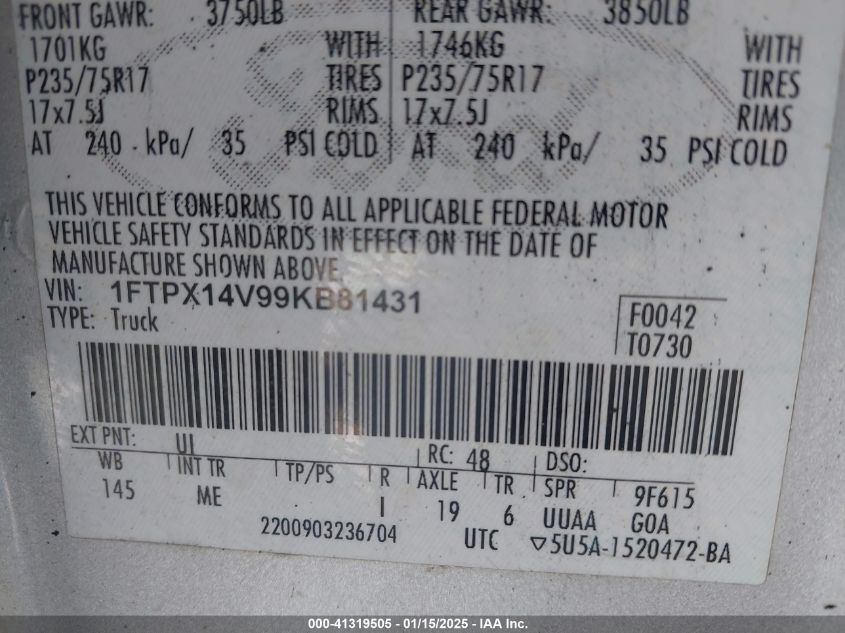 FRONT GAWR: 3750LB REAR GAWR: 3850LB
1701KG WITH 1746KG WITH
P235/75R17 TIRES P235/75R17 TIRES
17x7.5J RIMS 17x7.5J RIMS
AT 240 kPa/ 35 PSI COLD AT 240 kPa/ 35 PSI COLD
THIS VEHICLE CONFORMS TO ALL APPLICABLE FEDERAL MOTOR
VEHICLE SAFETY STANDARDS IN EFFECT ON THE DATE OF
MANUFACTURE SHOWN ABOVE.
VIN: 1FTPX14V99KB81431
TYPE: Truck
F0042
T0730
EXT PNT: UI RC: 48 DSO:
WB INT TR TP/PS R AXLE TR SPR 9F615
145 ME I 19 6 UUAA GOA
2200903236704 UTC ▽5U5A-1520472-BA
000-41319505 - 01/15/2025 - IAA Inc.